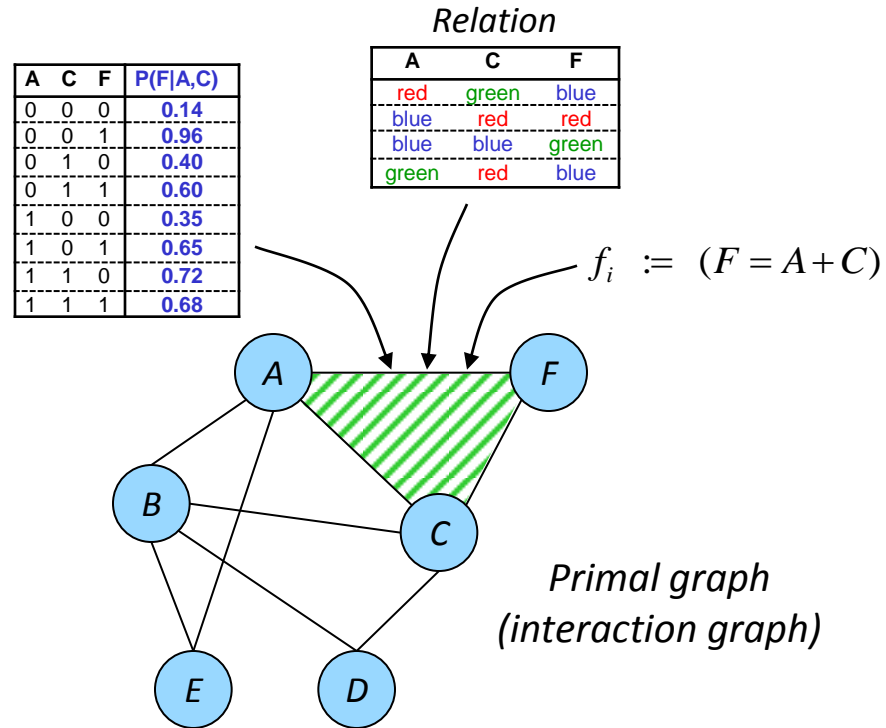 Relation
A C F
red green blue
blue red red
blue blue green
green red blue
A C F P(F|A,C)
0 0 0 0.14
0 0 1 0.96
0 1 0 0.40
0 1 1 0.60
1 0 0 0.35
1 0 1 0.65
1 1 0 0.72
1 1 1 0.68
f_i := (F = A + C)
A
F
B
C
Primal graph
(interaction graph)
E
D